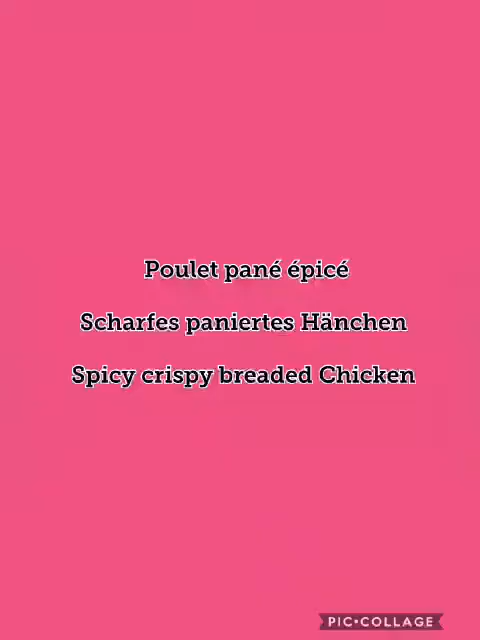 Poulet pané épicé
Scharfes paniertes Hänchen
Spicy crispy breaded Chicken
PIC•COLLAGE